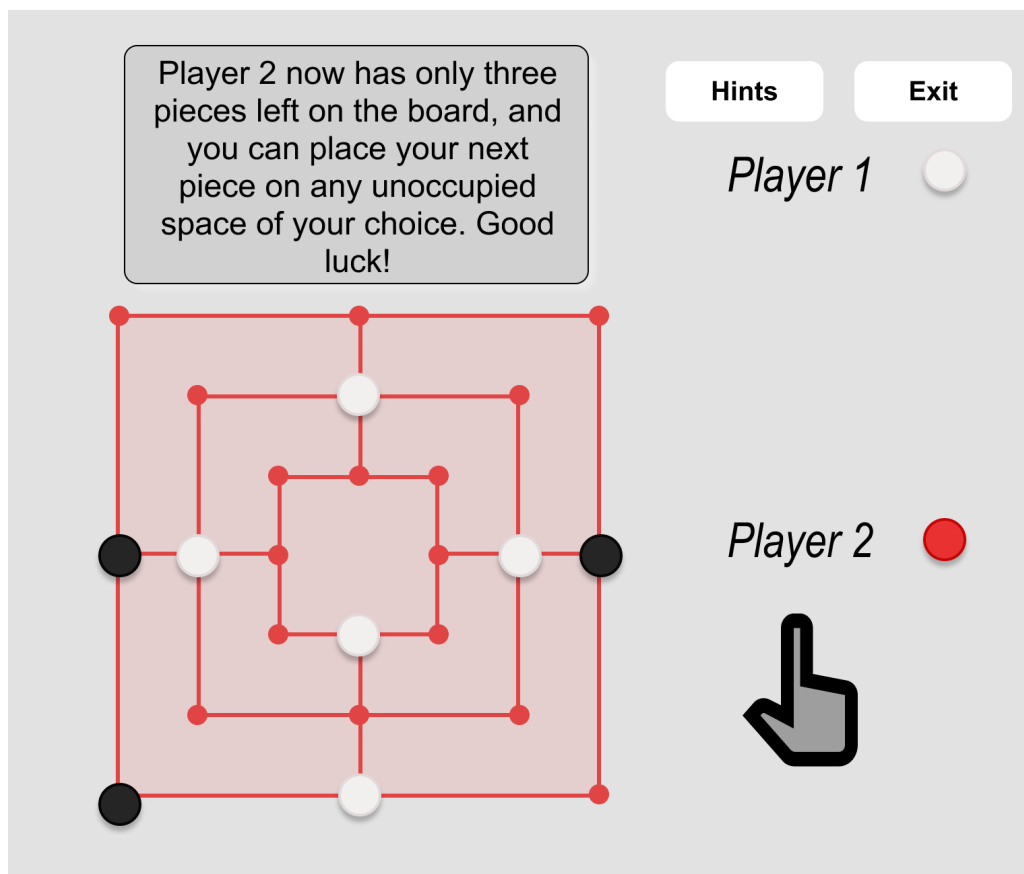 Player 2 now has only three
pieces left on the board, and
you can place your next
piece on any unoccupied
space of your choice. Good
luck!
Hints
Exit
Player 1
Player 2